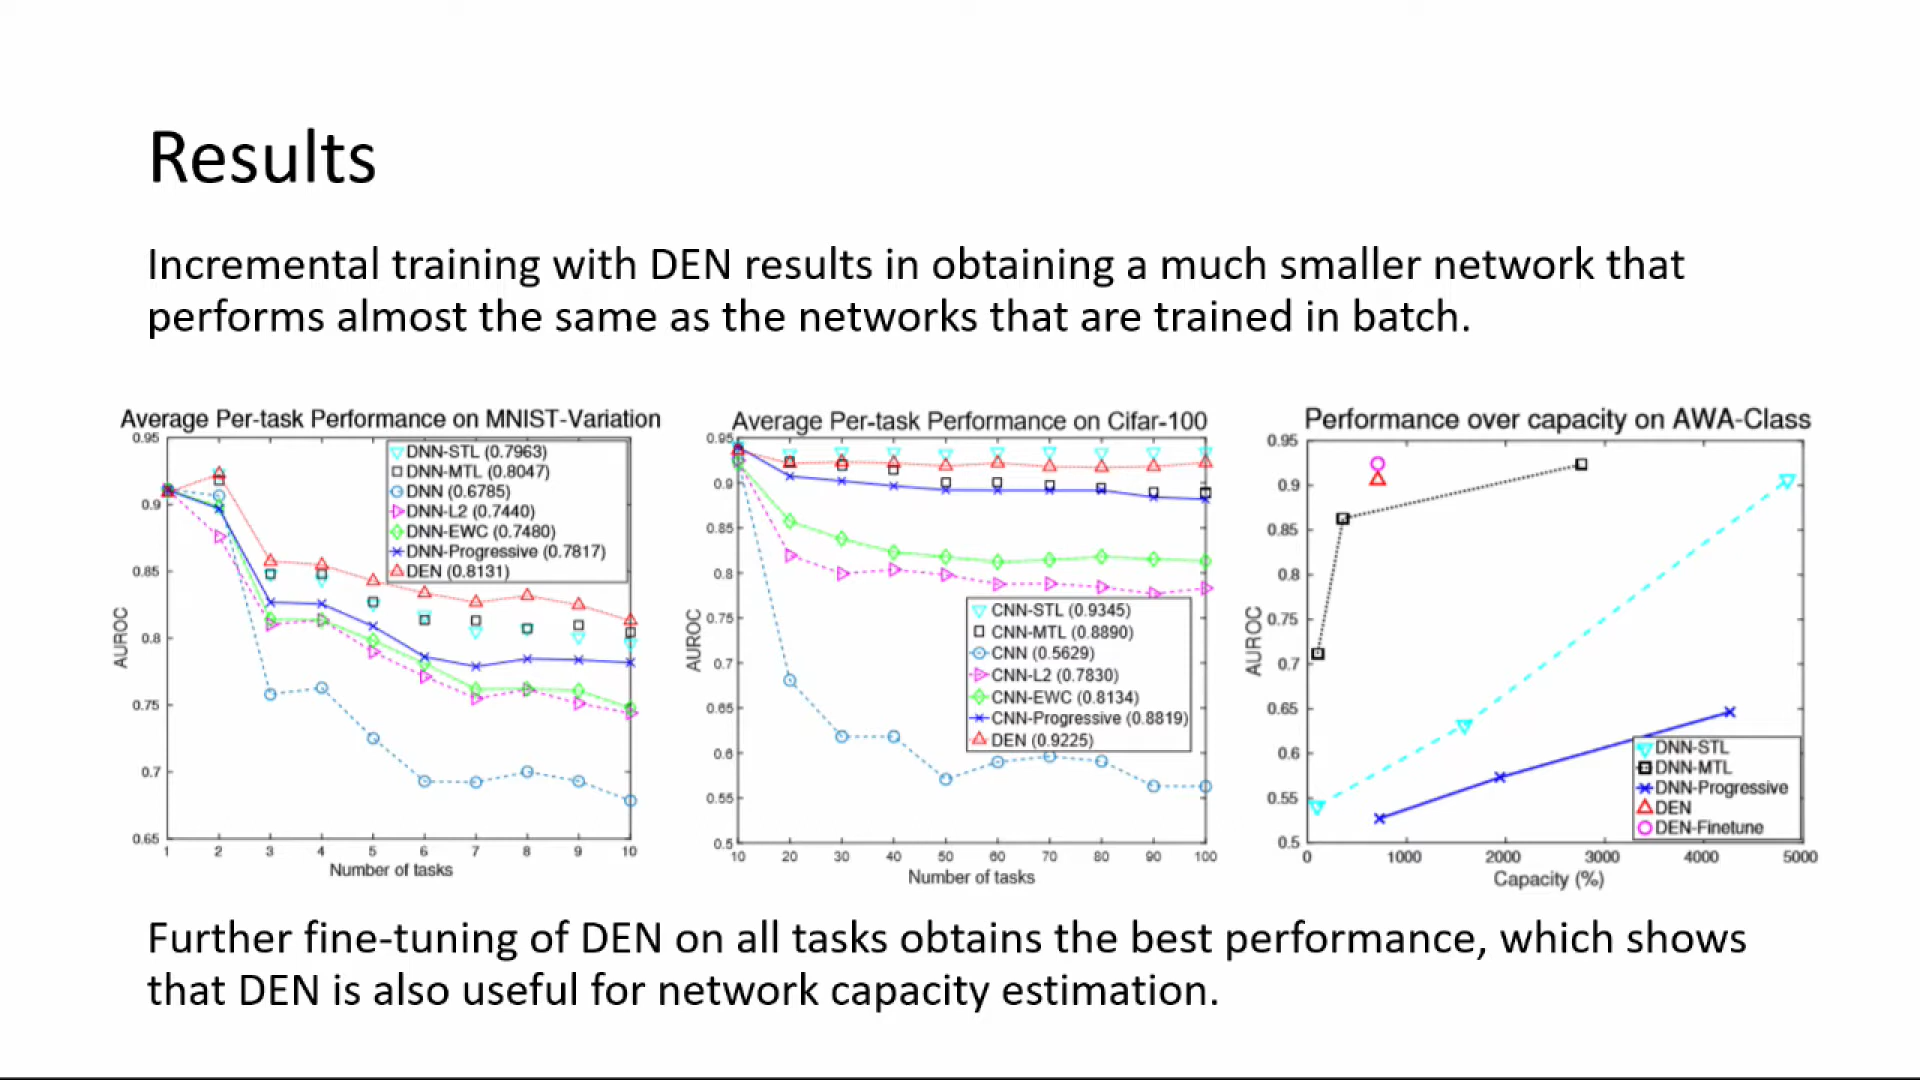 Results
Incremental training with DEN results in obtaining a much smaller network that
performs almost the same as the networks that are trained in batch.
Average Per-task Performance on MNIST-Variation
0.95
0.9
0.85
0.8
0.75
0.7
0.65
AUROC
DNN-STL (0.7963)
DNN-MTL (0.8047)
DNN (0.6785)
DNN-L2 (0.7440)
DNN-EWC (0.7480)
DNN-Progressive (0.7817)
DEN (0.8131)
1 2 3 4 5 6 7 8 9 10
Number of tasks
Average Per-task Performance on Cifar-100
0.95
0.9
0.85
0.8
0.75
0.7
0.65
0.6
0.55
0.5
AUROC
CNN-STL (0.9345)
CNN-MTL (0.8890)
CNN (0.5629)
CNN-L2 (0.7830)
CNN-EWC (0.8134)
CNN-Progressive (0.8819)
DEN (0.9225)
10 20 30 40 50 60 70 80 90 100
Number of tasks
Performance over capacity on AWA-Class
0.95
0.9
0.85
0.8
0.75
0.7
0.65
0.6
0.55
0.5
AUROC
DNN-STL
DNN-MTL
DNN-Progressive
DEN
DEN-Finetune
0 1000 2000 3000 4000 5000
Capacity (%)
Further fine-tuning of DEN on all tasks obtains the best performance, which shows
that DEN is also useful for network capacity estimation.